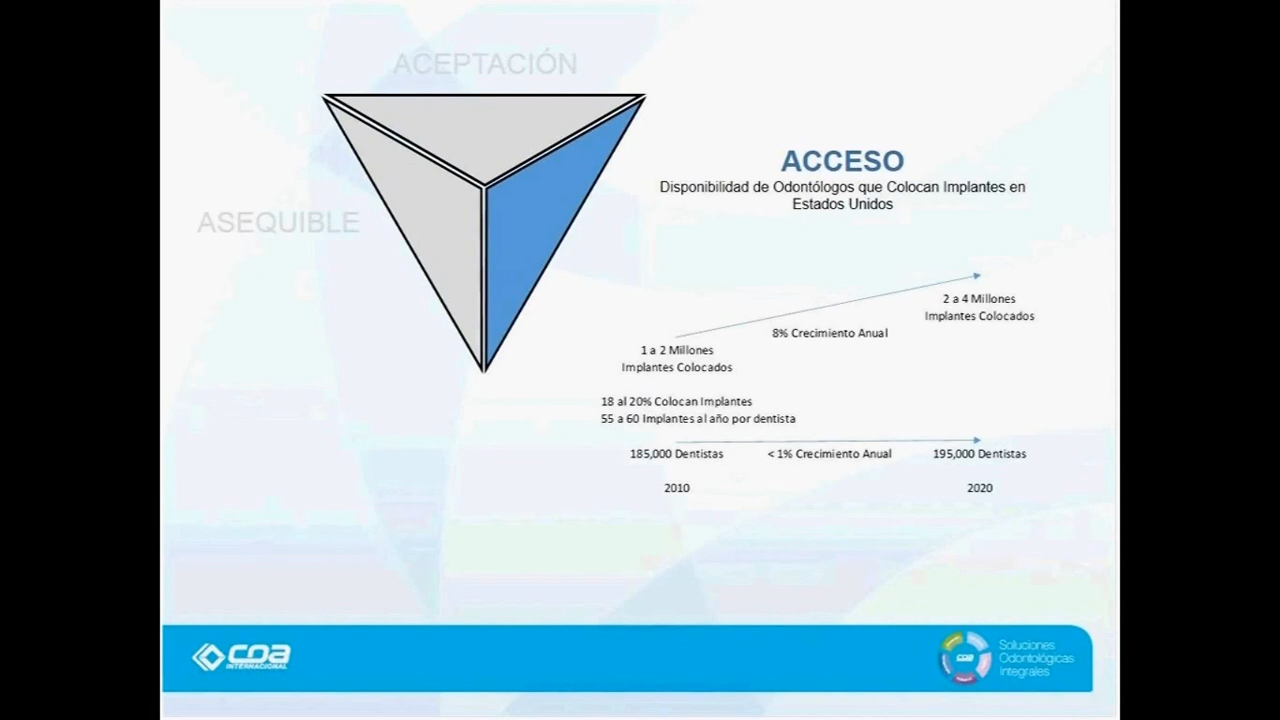 ACEPTACIÓN
ASEQUIBLE
ACCESO
Disponibilidad de Odontólogos que Colocan Implantes en
Estados Unidos
2 a 4 Millones
Implantes Colocados
8% Crecimiento Anual
1 a 2 Millones
Implantes Colocados
18 al 20% Colocan Implantes
55 a 60 Implantes al año por dentista
185,000 Dentistas
< 1% Crecimiento Anual
195,000 Dentistas
2010
2020
COA
INTERNACIONAL
COA
Soluciones
Odontológicas
Integrales